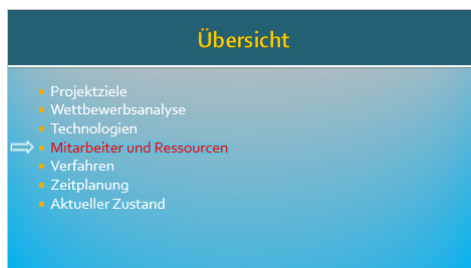 Übersicht
Projektziele
Wettbewerbsanalyse
Technologien
Mitarbeiter und Ressourcen
Verfahren
Zeitplanung
Aktueller Zustand